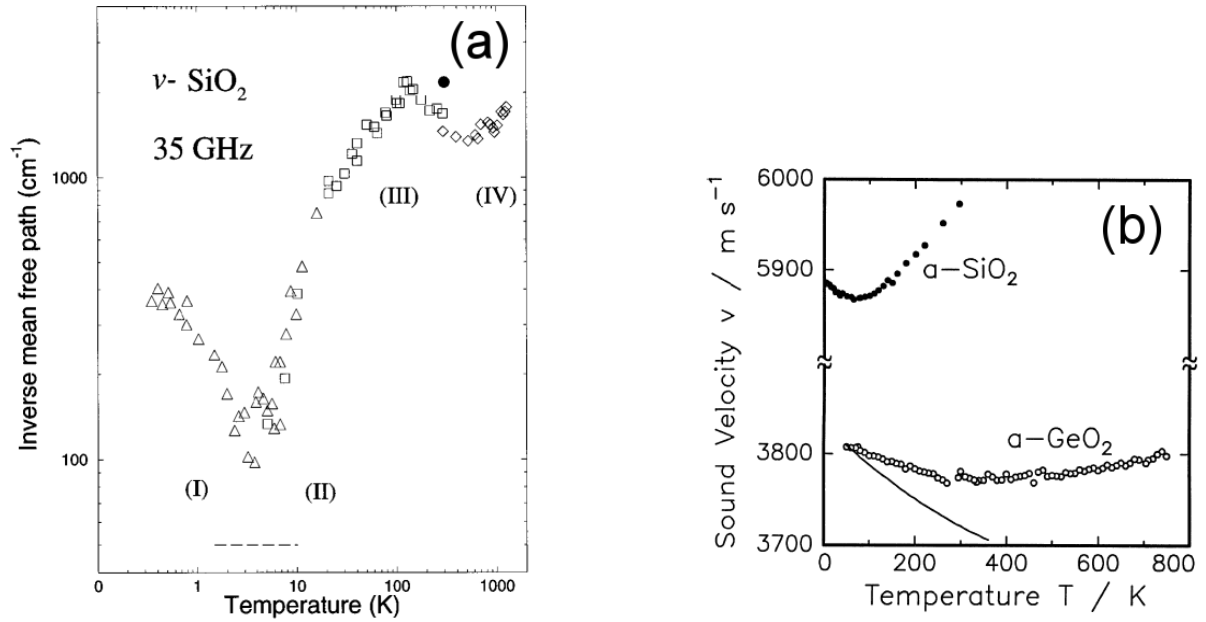 (a)
ν- SiO₂
35 GHz
Inverse mean free path (cm⁻¹)
1000
100
(I)
(II)
(III)
(IV)
0
1
10
100
1000
Temperature (K)
(b)
Sound Velocity v / m s⁻¹
6000
5900
3800
3700
a-SiO₂
a-GeO₂
0
200
400
600
800
Temperature T / K